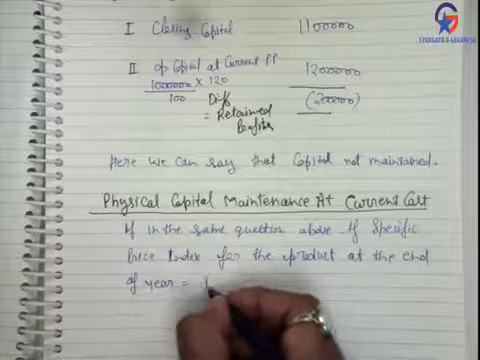 STARGATE E-LEARNING
I Closing Capital 1100000
II op Capital at Current PP 1200000
1000000 x 120
100
Diff (200000)
= Retained
Benefits
Here we can say that Capital not maintained.
Physical Capital Maintenance At Current Cost
If in the same question above. If Specific
Price Index for the product at the end
of year =